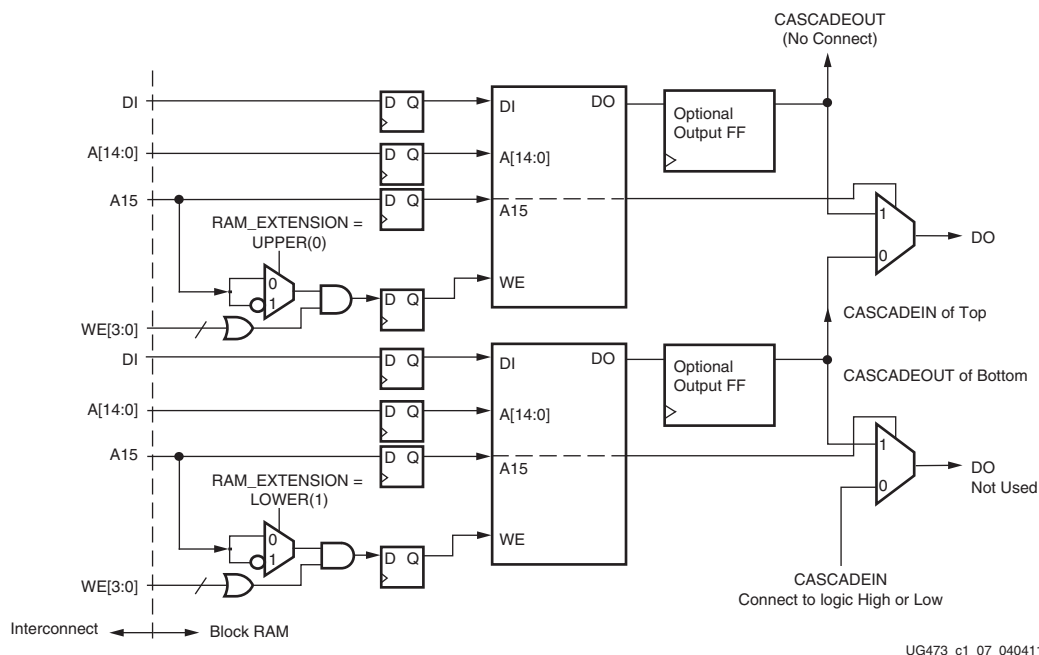 CASCADEOUT
(No Connect)
DI
D Q
DI
DO
Optional
Output FF
A[14:0]
D Q
A[14:0]
A15
D Q
A15
RAM_EXTENSION =
UPPER(0)
1
DO
0
0
1
D Q
WE
WE[3:0]
CASCADEIN of Top
DI
D Q
DI
DO
Optional
Output FF
CASCADEOUT of Bottom
A[14:0]
D Q
A[14:0]
A15
D Q
A15
RAM_EXTENSION =
LOWER(1)
1
DO
Not Used
0
0
1
D Q
WE
WE[3:0]
CASCADEIN
Connect to logic High or Low
Interconnect
Block RAM
UG473_c1_07_040411